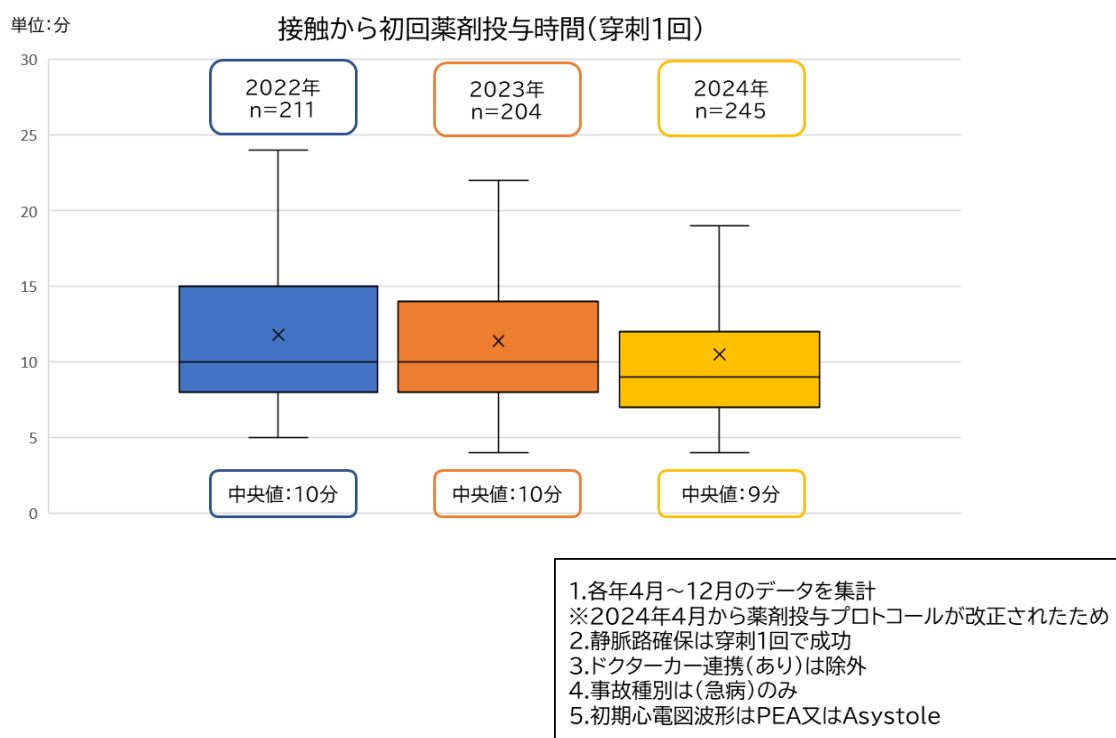 単位:分
接触から初回薬剤投与時間(穿刺1回)
30
25
20
15
10
5
0
2022年
n=211
2023年
n=204
2024年
n=245
中央値:10分
中央値:10分
中央値:9分
1.各年4月~12月のデータを集計
※2024年4月から薬剤投与プロトコールが改正されたため
2.静脈路確保は穿刺1回で成功
3.ドクターカー連携(あり)は除外
4.事故種別は(急病)のみ
5.初期心電図波形はPEA又はAsystole